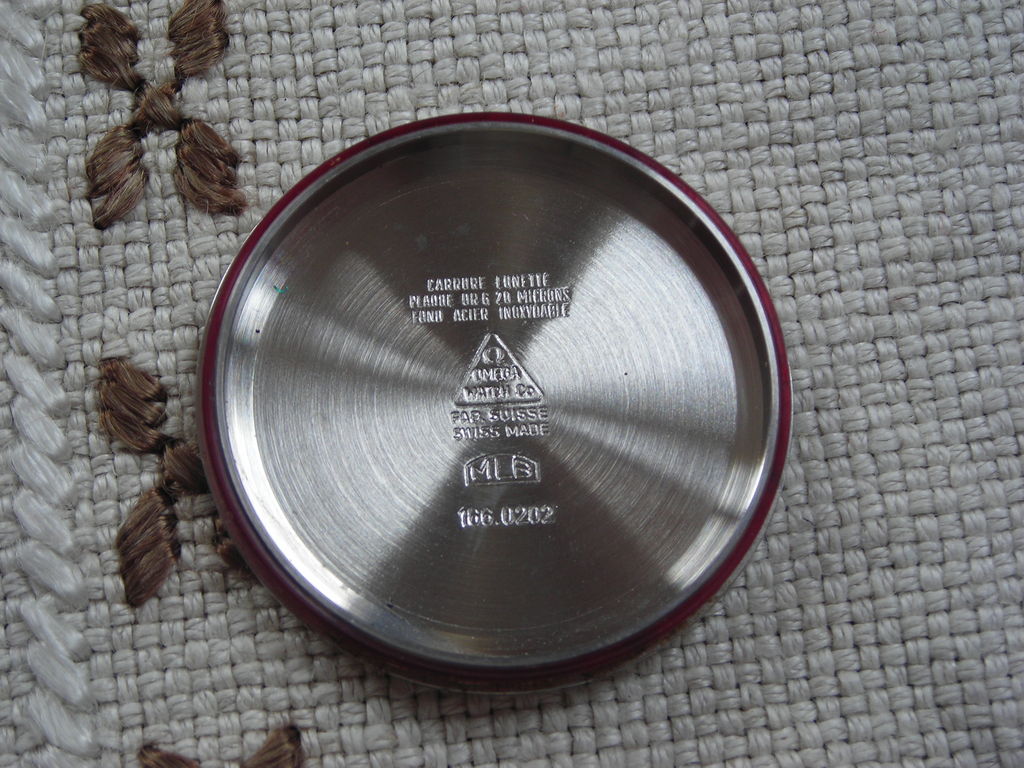 CARRURE LUNETTE
PLAQUE OR G 20 MICRONS
FOND ACIER INOXYDABLE
Ω
OMEGA
WATCH Co
FAB. SUISSE
SWISS MADE
MLB
166.0202